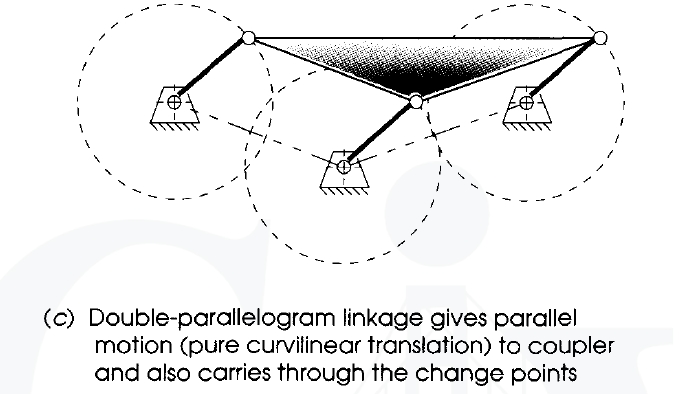 (c) Double-parallelogram linkage gives parallel
motion (pure curvilinear translation) to coupler
and also carries through the change points